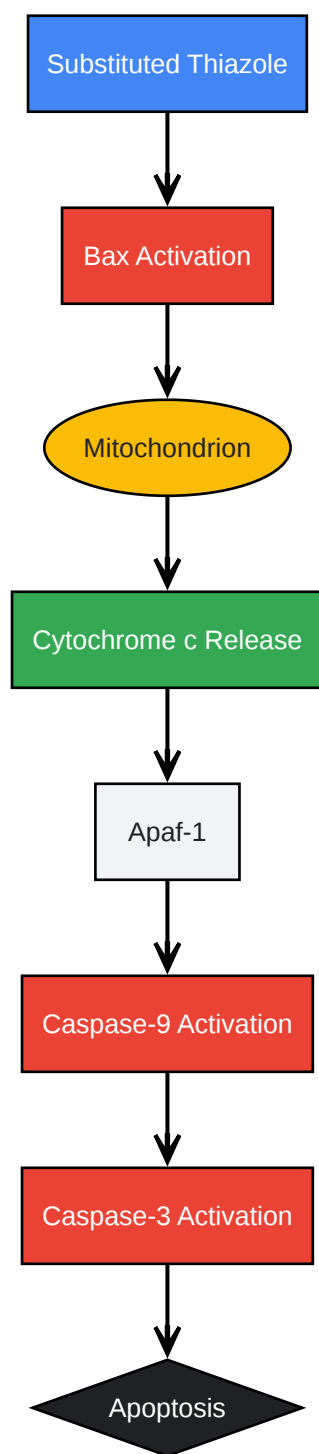 Substituted Thiazole
Bax Activation
Mitochondrion
Cytochrome c Release
Apaf-1
Caspase-9 Activation
Caspase-3 Activation
Apoptosis